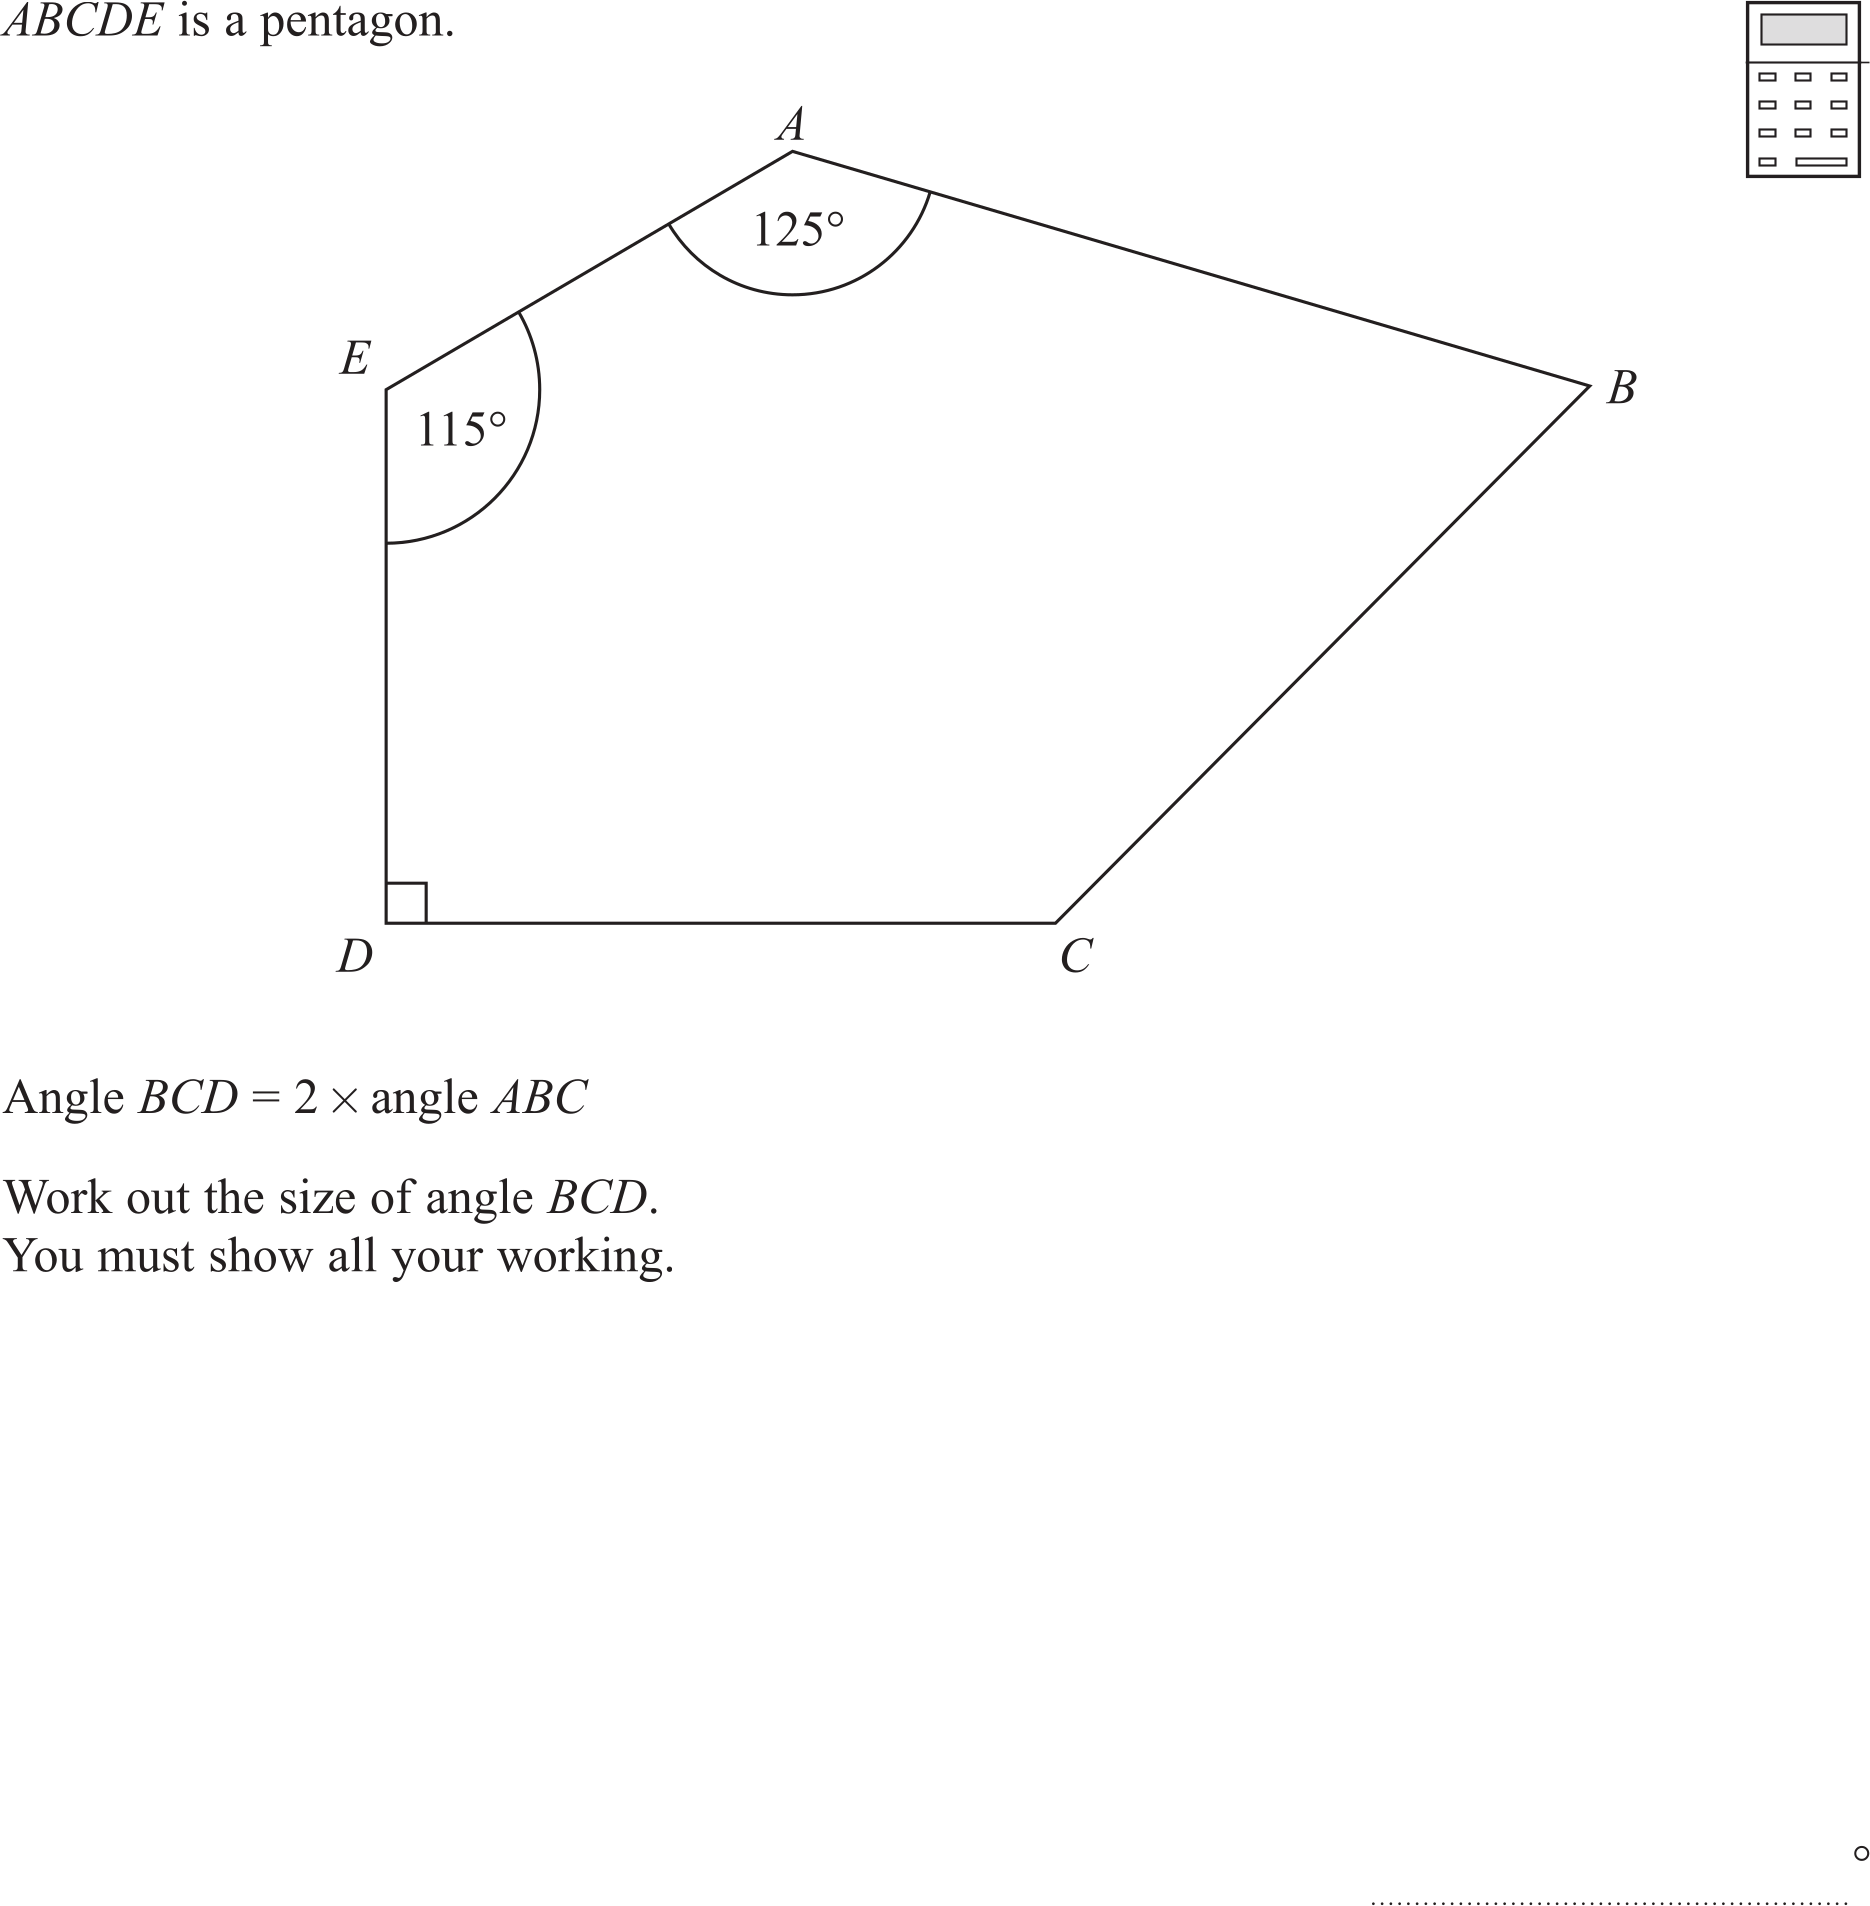 ABCDE is a pentagon.
A
125°
E
115°
B
D
C
Angle BCD = 2 × angle ABC
Work out the size of angle BCD.
You must show all your working.
°